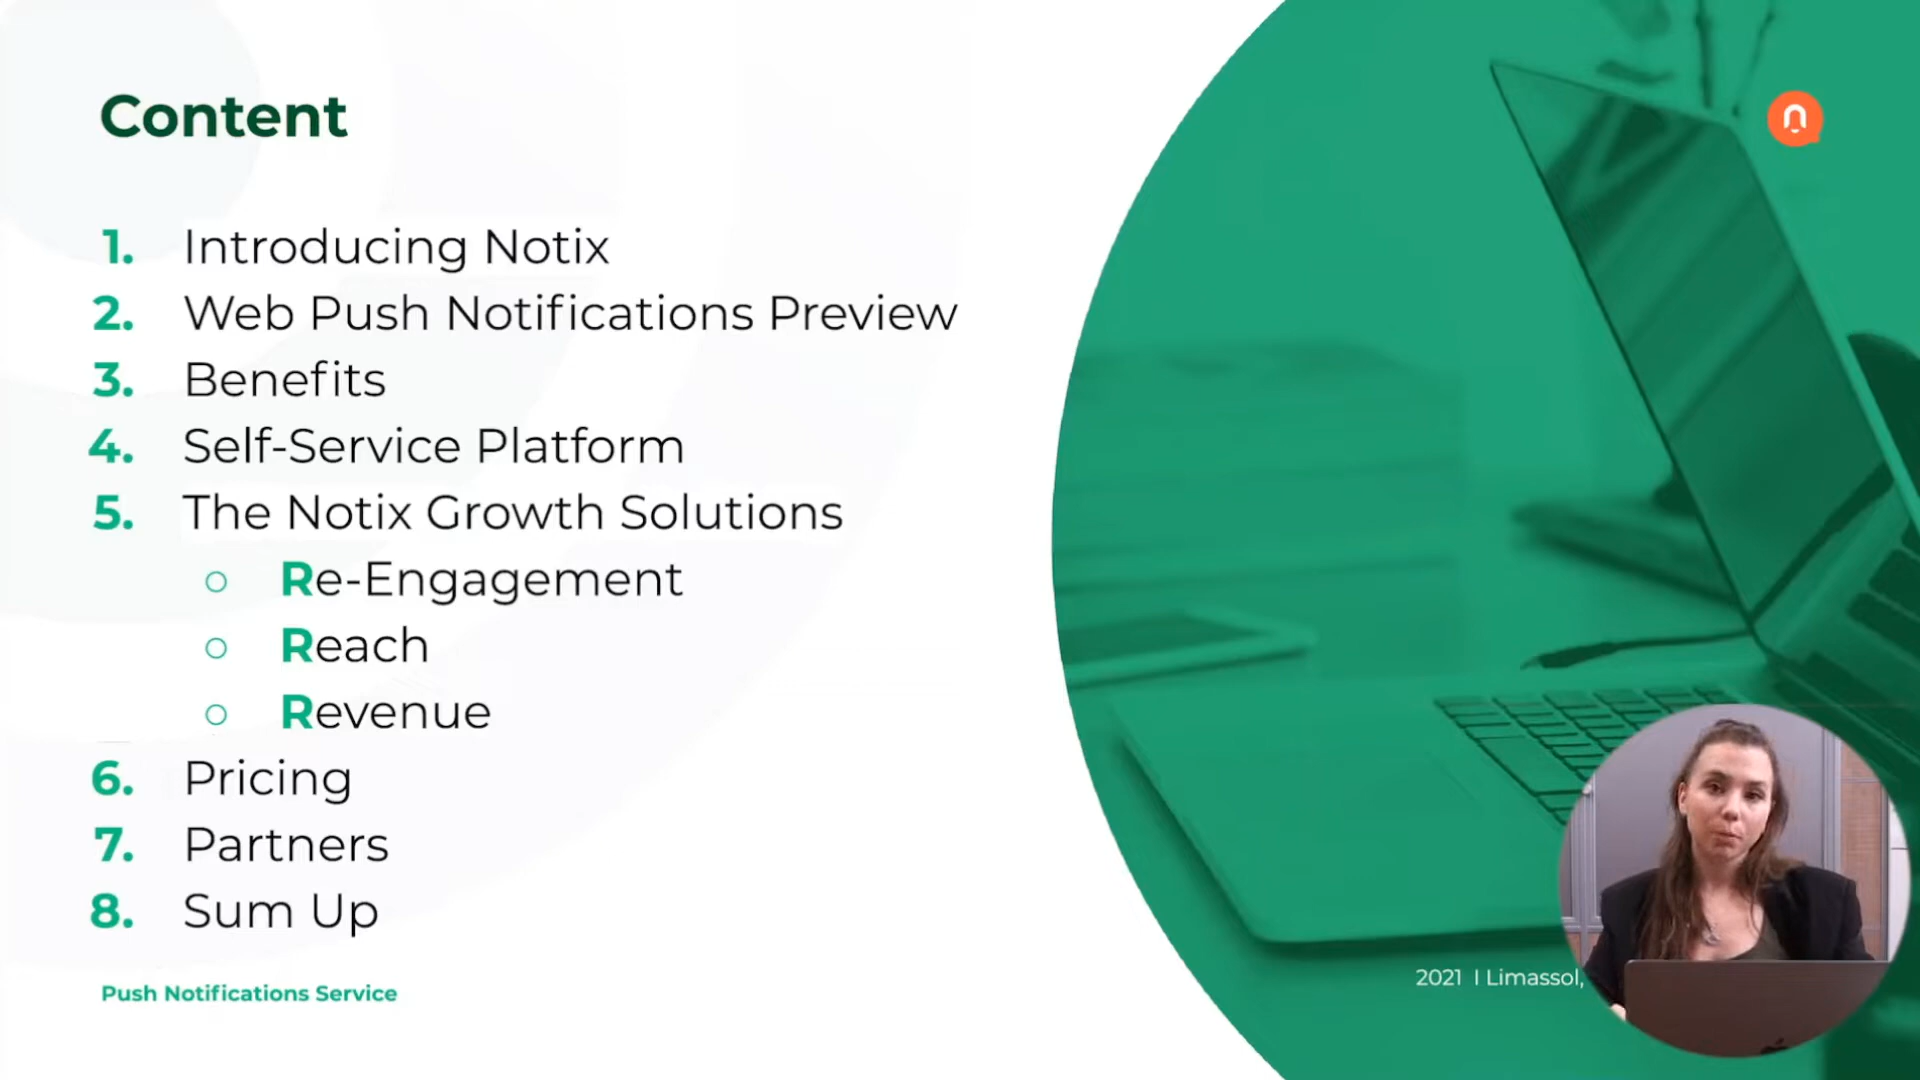 Content
1. Introducing Notix
2. Web Push Notifications Preview
3. Benefits
4. Self-Service Platform
5. The Notix Growth Solutions
○ Re-Engagement
○ Reach
○ Revenue
6. Pricing
7. Partners
8. Sum Up
Push Notifications Service
2021 I Limassol,